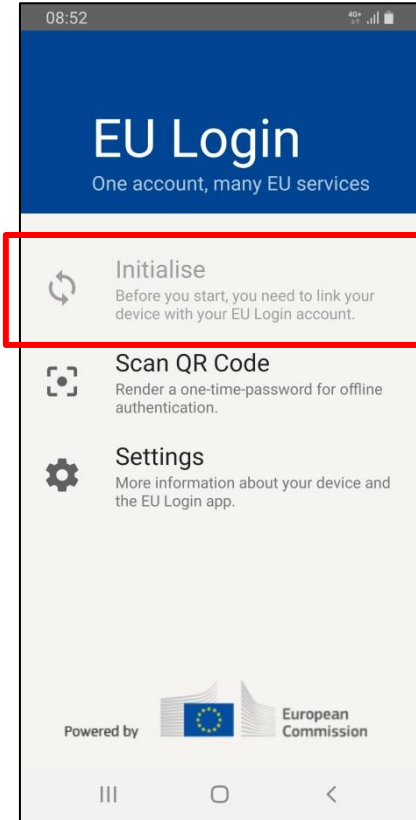 08:52
4G+
EU Login
One account, many EU services
Initialise
Before you start, you need to link your
device with your EU Login account.
Scan QR Code
Render a one-time-password for offline
authentication.
Settings
More information about your device and
the EU Login app.
Powered by
European
Commission